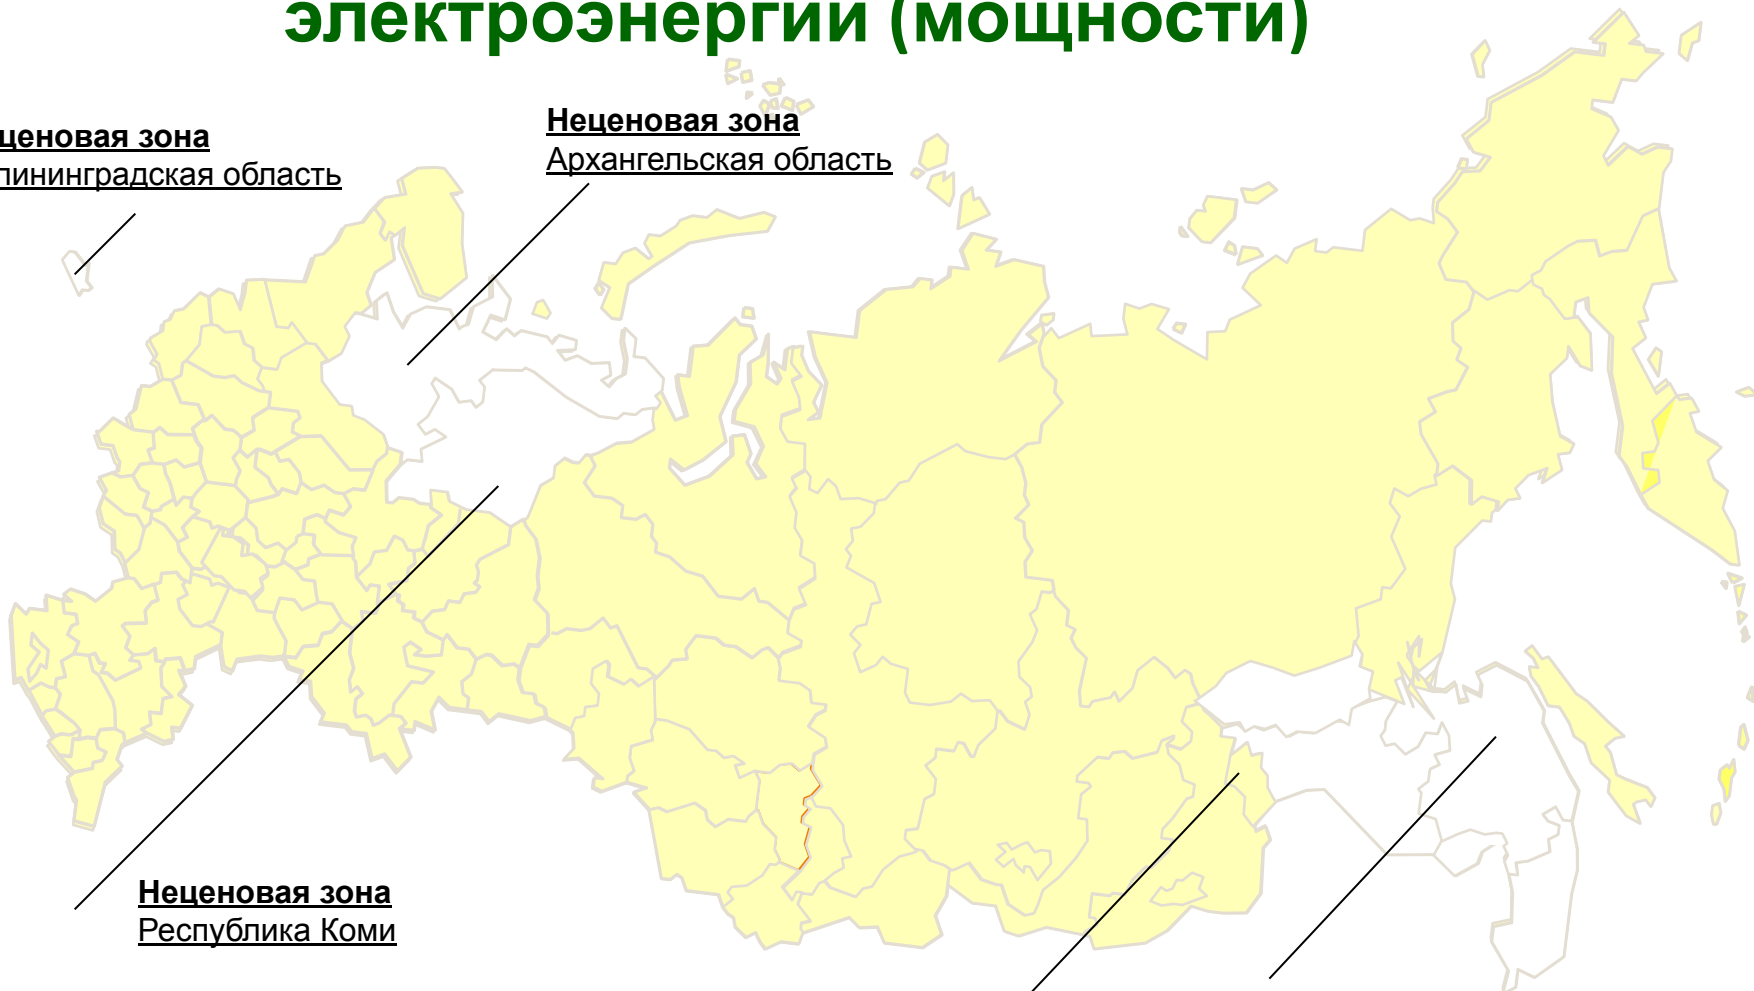 электроэнергии (мощности)
ценовая зона
лининградская область
Неценовая зона
Архангельская область
Неценовая зона
Республика Коми